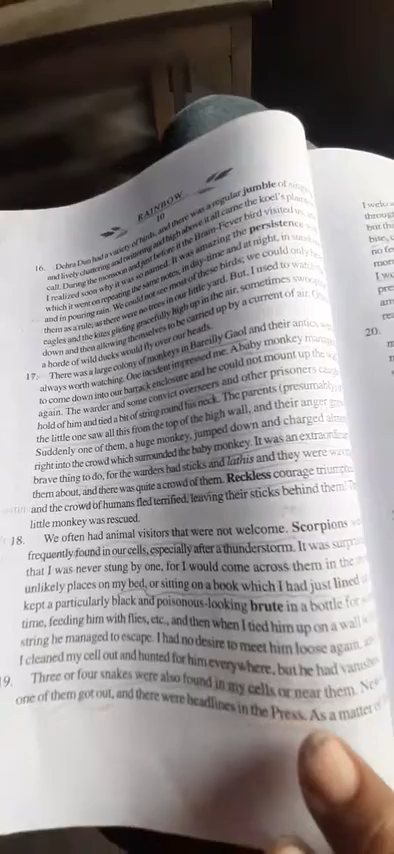 RAINBOW
10
16. Dehra Dun had a variety of birds, and there was a regular jumble of
and lively chattering and twittering and high above it all came the koel's
call. During the monsoon and just before it the Brain-Fever bird visited us,
I realized soon why it was so named. It was amazing the persistence
which it went on repeating the same notes, in day-time and at night, in
and in pouring rain. We could not see most of these birds, we could only
them as a rule, as there were no trees in our little yard. But, I used to
eagles and the kites gliding gracefully high up in the air, sometimes
down and then allowing themselves to be carried up by a current of air.
a horde of wild ducks would fly over our heads.
17. There was a large colony of monkeys in Bareilly Gaol and their antics
always worth watching. One incident impressed me. A baby monkey
to come down into our barrack enclosure and he could not mount up the
again. The warder and some convict overseers and other prisoners
hold of him and tied a bit of string round his neck. The parents (presumably)
the little one saw all this from the top of the high wall, and their anger
Suddenly one of them, a huge monkey, jumped down and charged
right into the crowd which surrounded the baby monkey. It was an
brave thing to do, for the warders had sticks and lathis and they were
them about, and there was quite a crowd of them. Reckless courage
and the crowd of humans fled terrified, leaving their sticks behind them!
little monkey was rescued.
18. We often had animal visitors that were not welcome. Scorpions
frequently found in our cells, especially after a thunderstorm. It was
that I was never stung by one, for I would come across them in the
unlikely places on my bed, or sitting on a book which I had just lined
kept a particularly black and poisonous-looking brute in a bottle for
time, feeding him with flies, etc., and then when I tied him up on a wall
string he managed to escape. I had no desire to meet him loose again,
I cleaned my cell out and hunted for him everywhere, but he had
19. Three or four snakes were also found in my cells or near them.
one of them got out, and there were headlines in the Press. As a matter of
through
but th
20.